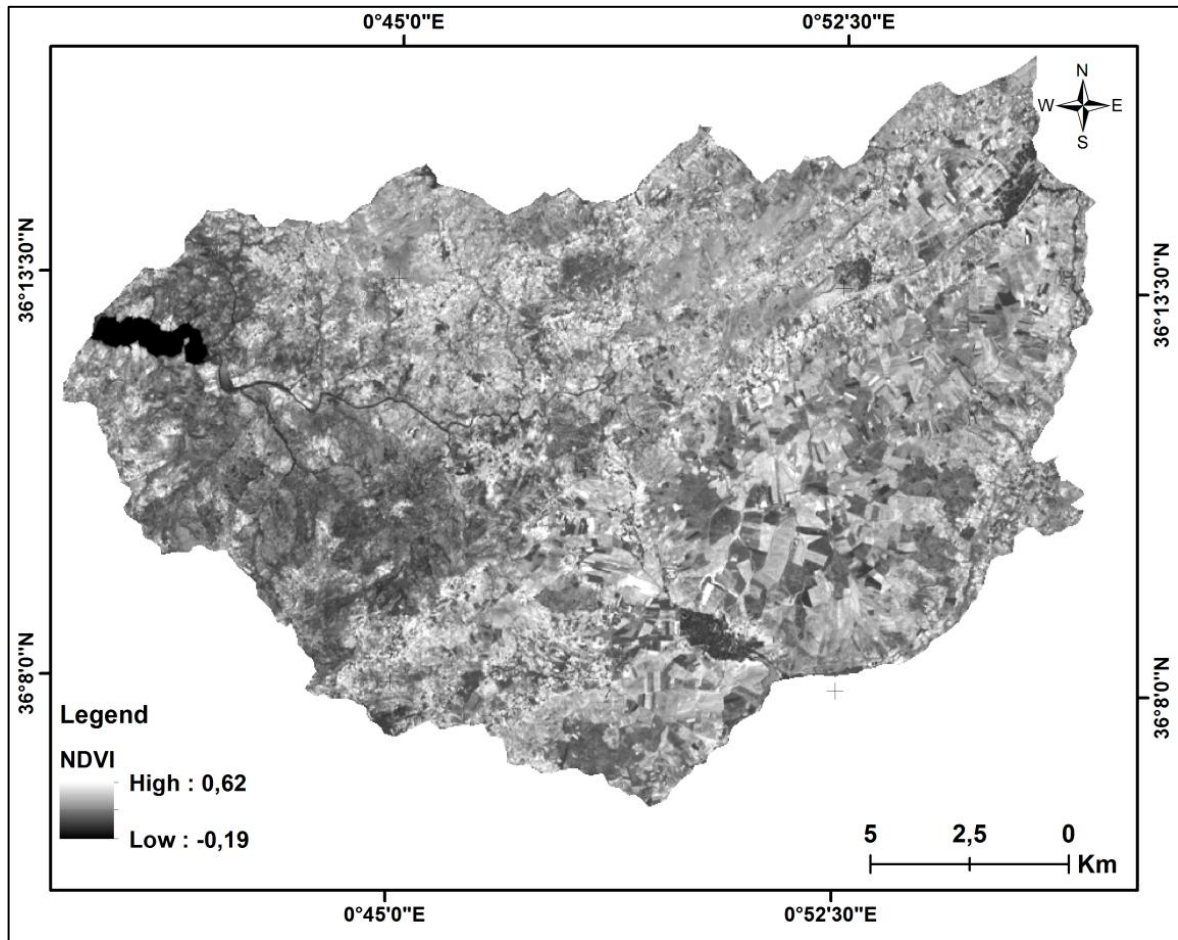 0°45'0"E 0°52'30"E
N
W E
S
36°13'30"N 36°13'30"N
36°8'0"N 36°8'0"N
Legend
NDVI
High : 0,62
Low : -0,19
5 2,5 0
Km
0°45'0"E 0°52'30"E